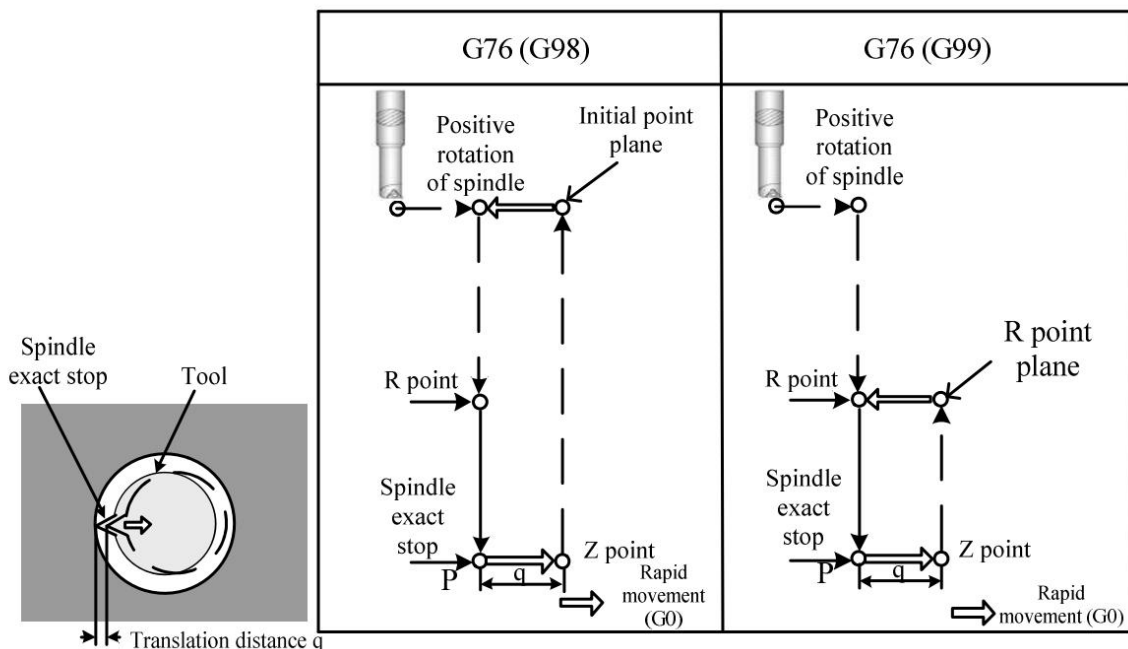 G76 (G98)
G76 (G99)
Positive
rotation
of spindle
Initial point
plane
R point
Spindle
exact
stop
P
q
Z point
Rapid
movement
(G0)
Positive
rotation
of spindle
R point
R point
plane
Spindle
exact
stop
P
q
Z point
Rapid
movement (G0)
Spindle
exact stop
Tool
Translation distance q